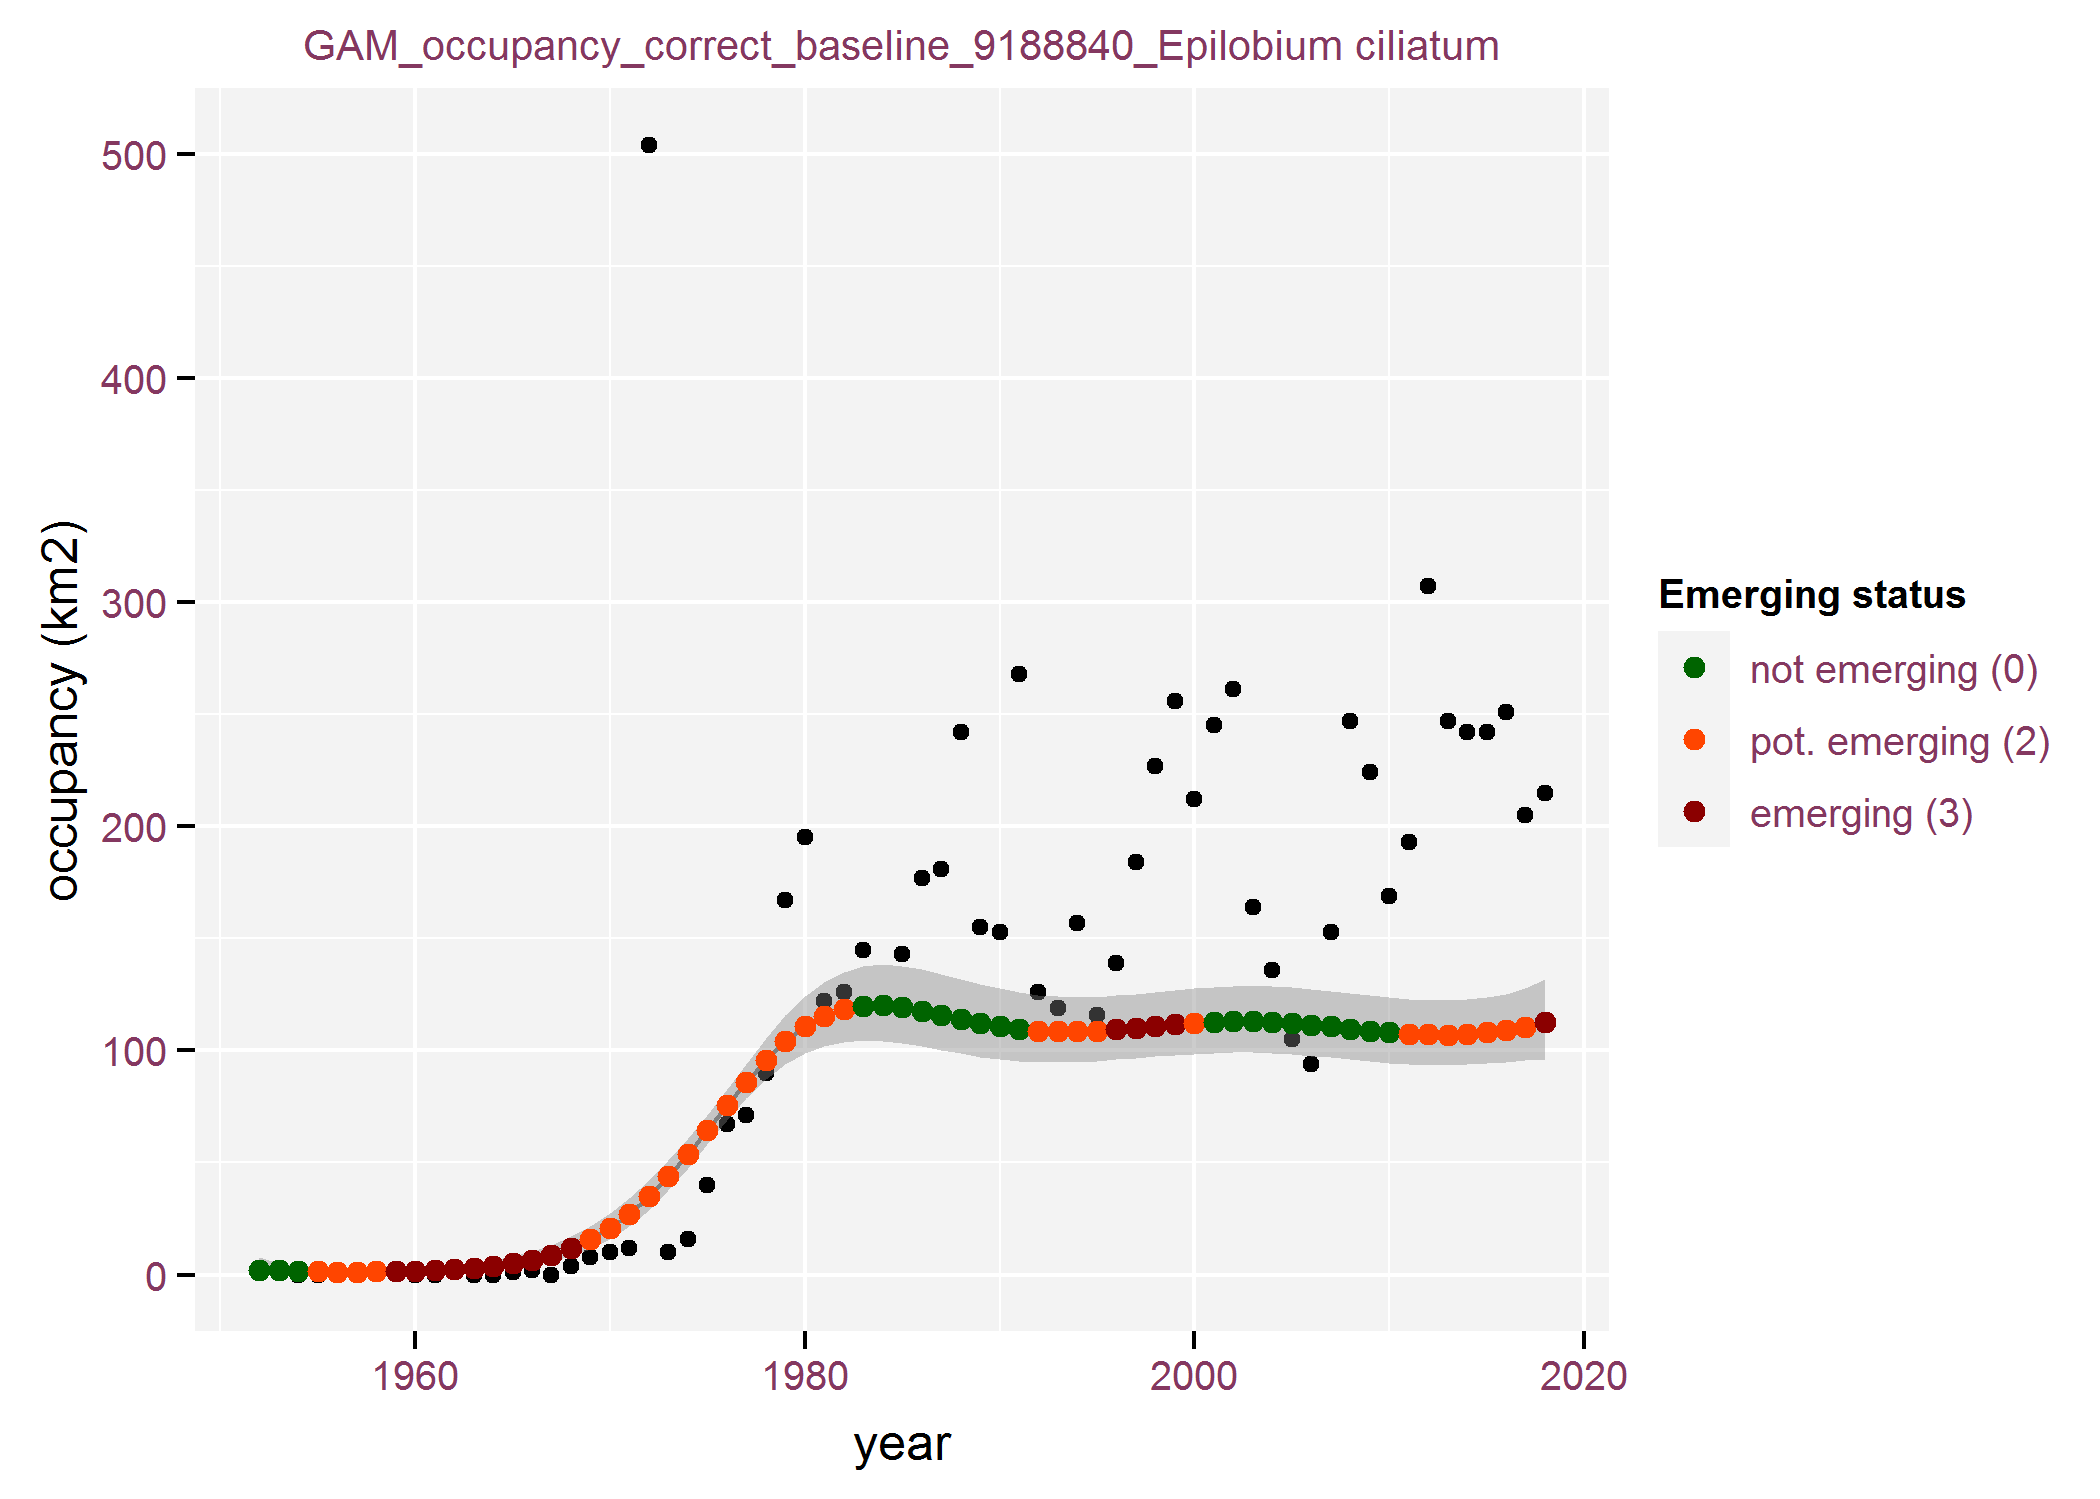 GAM_occupancy_correct_baseline_9188840_Epilobium ciliatum
500
400
300
200
100
0
occupancy (km2)
1960
1980
2000
2020
year
Emerging status
not emerging (0)
pot. emerging (2)
emerging (3)